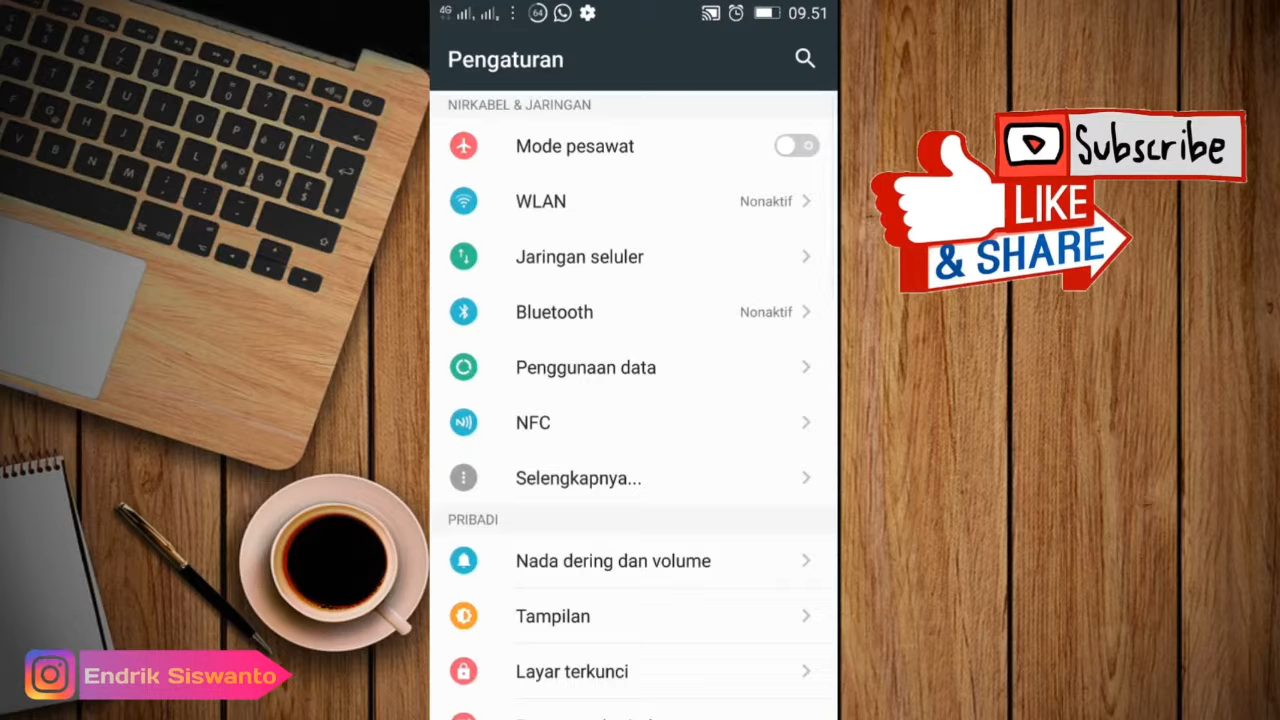 4G
64
09.51
Pengaturan
NIRKABEL & JARINGAN
Mode pesawat
WLAN
Nonaktif
Jaringan seluler
Bluetooth
Nonaktif
Penggunaan data
NFC
Selengkapnya...
PRIBADI
Nada dering dan volume
Tampilan
Layar terkunci
Subscribe
LIKE
& SHARE
Endrik Siswanto